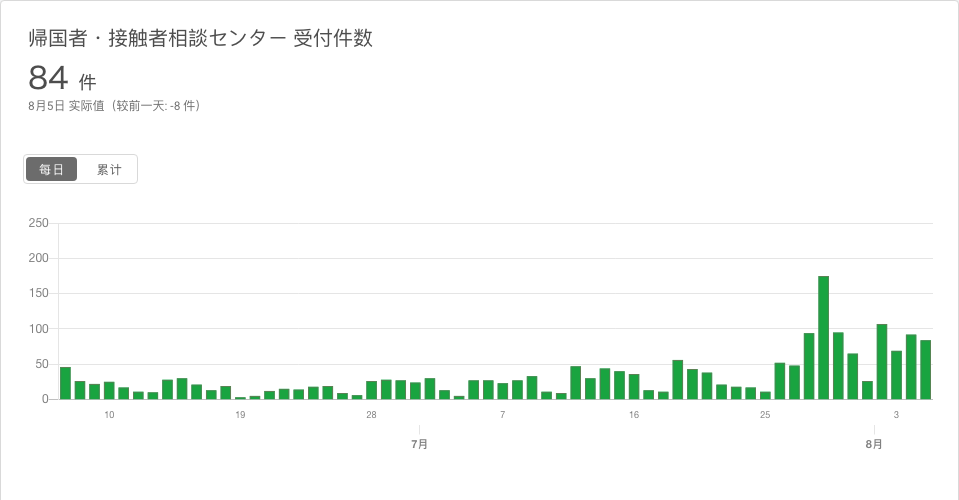 帰国者・接触者相談センター 受付件数
84 件
8月5日 实际值（较前一天: -8 件）
每日 累计
250
200
150
100
50
0
10 19 28 7 16 25 3
7月 8月